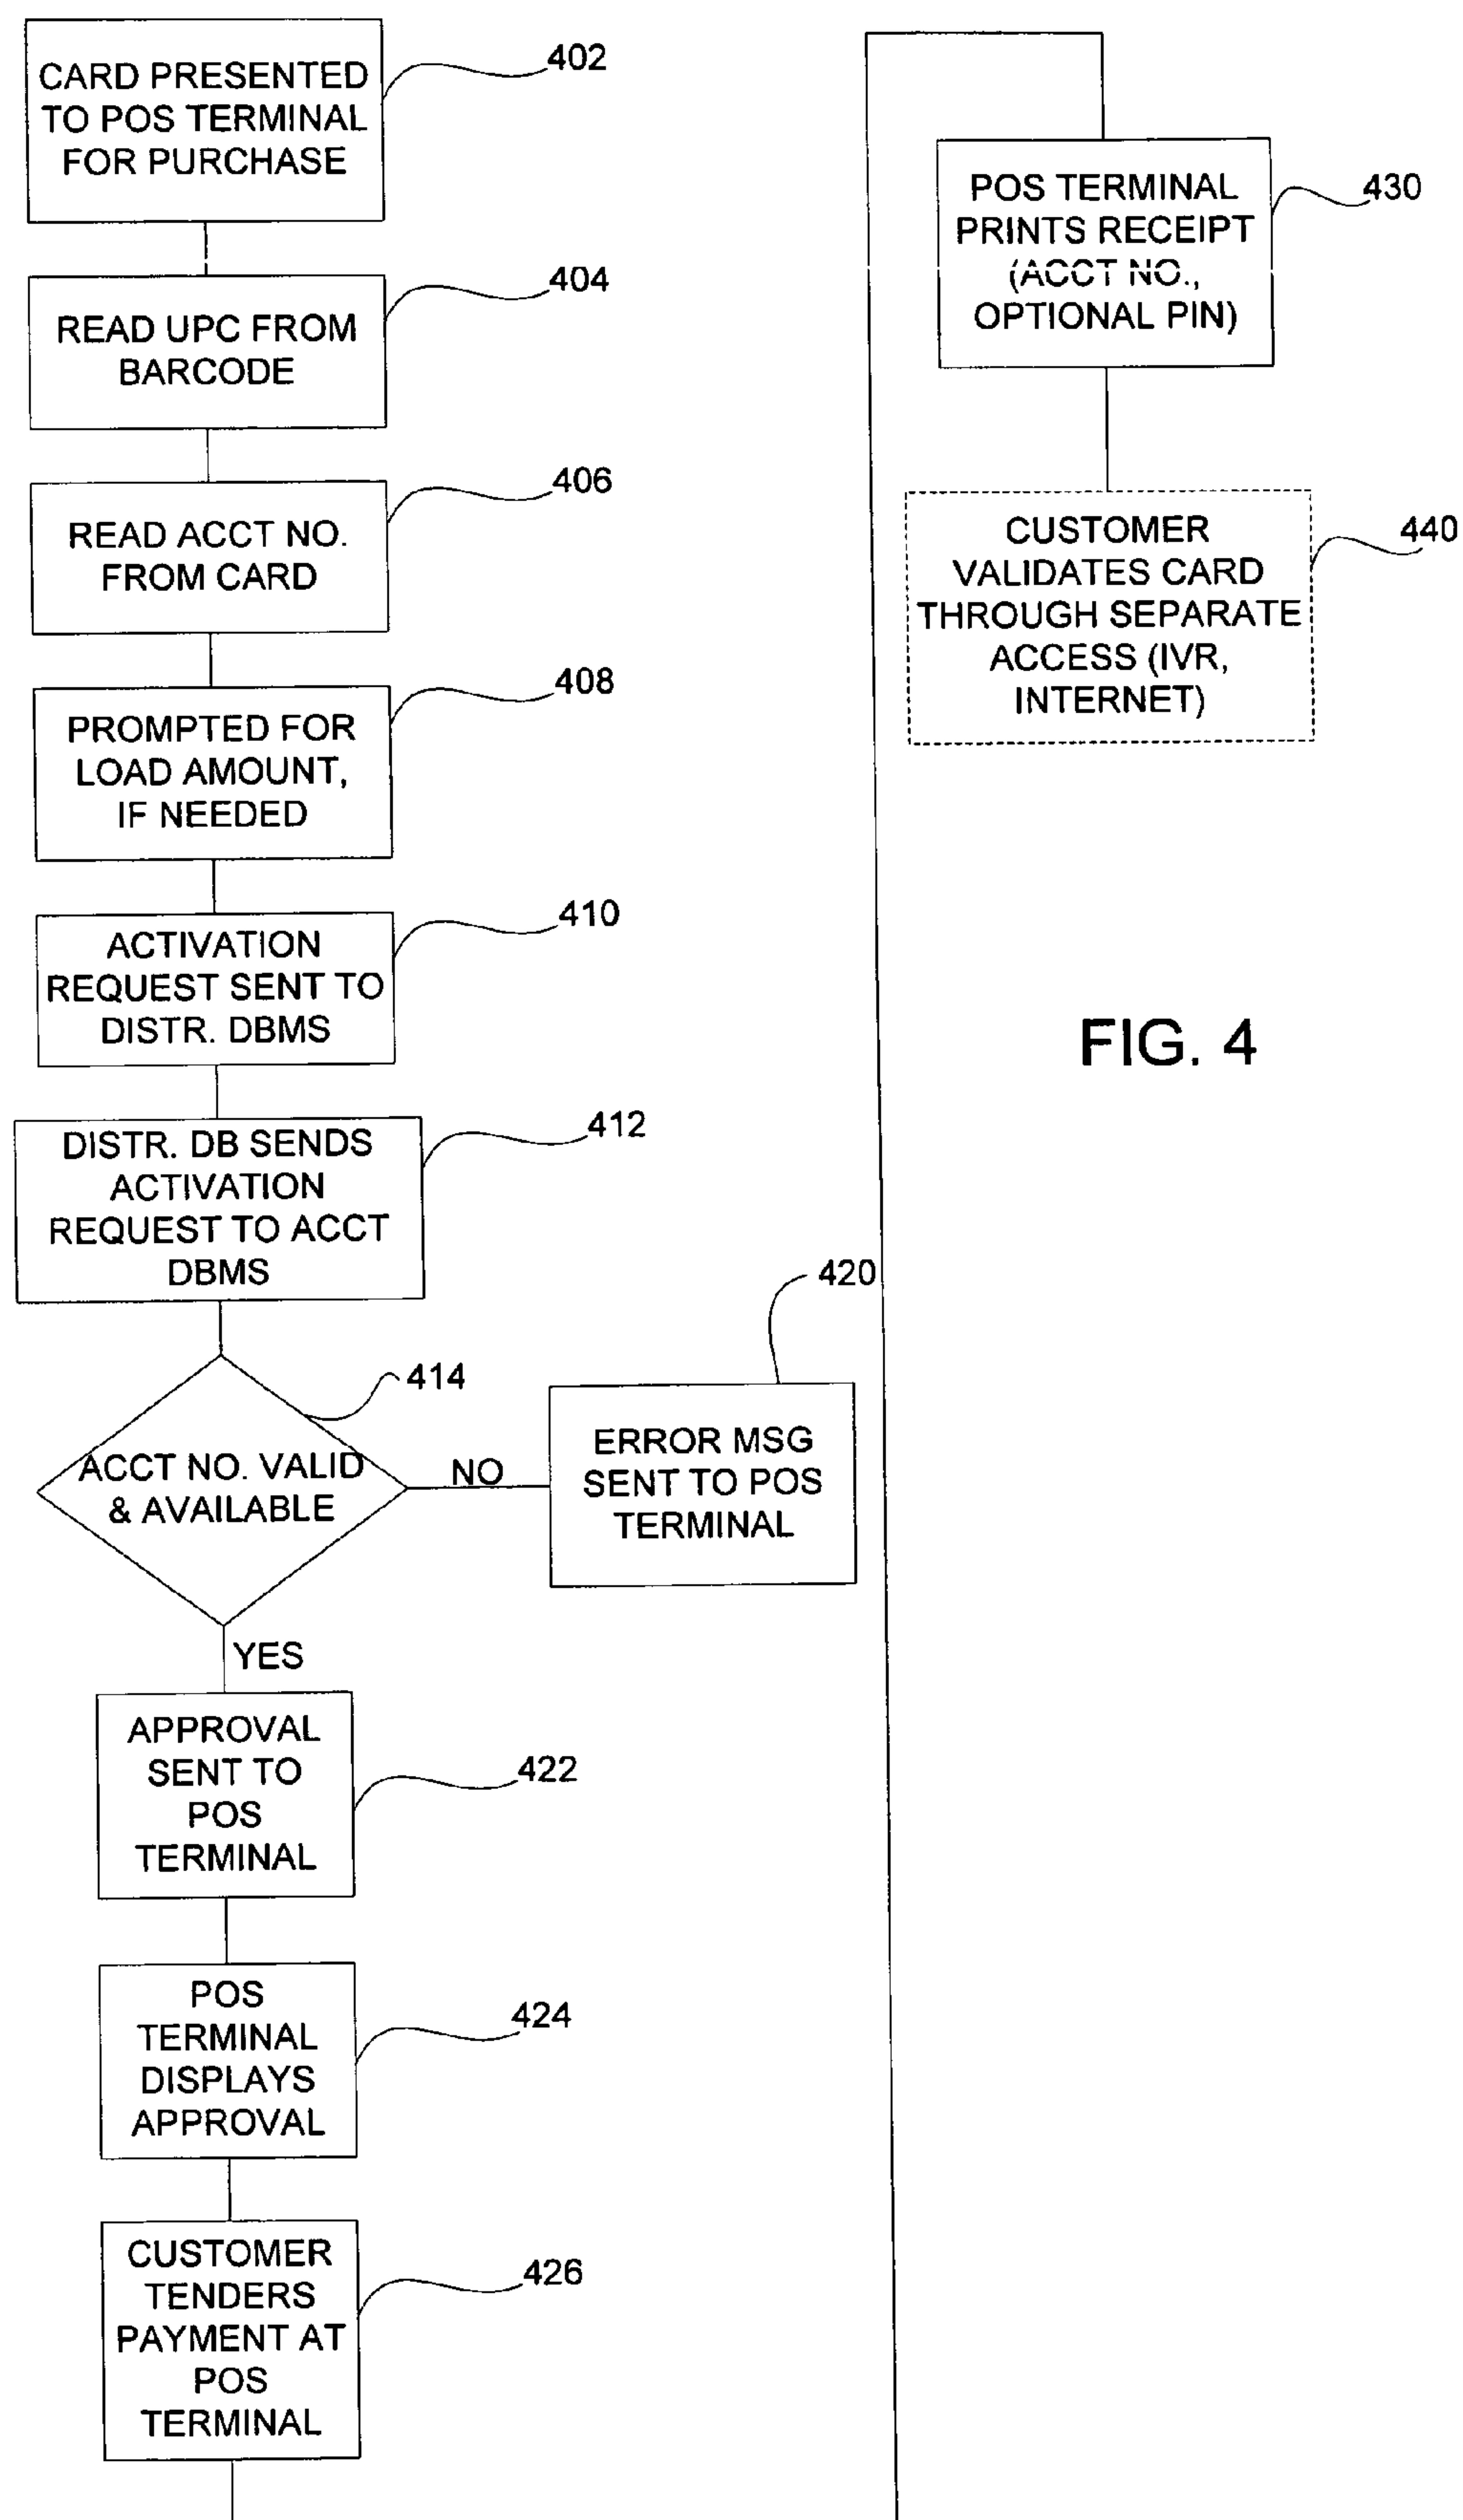 CARD PRESENTED
TO POS TERMINAL
FOR PURCHASE
402
READ UPC FROM
BARCODE
404
READ ACCT NO.
FROM CARD
406
PROMPTED FOR
LOAD AMOUNT,
IF NEEDED
408
ACTIVATION
REQUEST SENT TO
DISTR. DBMS
410
DISTR. DB SENDS
ACTIVATION
REQUEST TO ACCT
DBMS
412
ACCT NO. VALID
& AVAILABLE
414
NO
ERROR MSG
SENT TO POS
TERMINAL
420
YES
APPROVAL
SENT TO
POS
TERMINAL
422
POS
TERMINAL
DISPLAYS
APPROVAL
424
CUSTOMER
TENDERS
PAYMENT AT
POS
TERMINAL
426
POS TERMINAL
PRINTS RECEIPT
(ACCT NO.,
OPTIONAL PIN)
430
CUSTOMER
VALIDATES CARD
THROUGH SEPARATE
ACCESS (IVR,
INTERNET)
440
FIG. 4